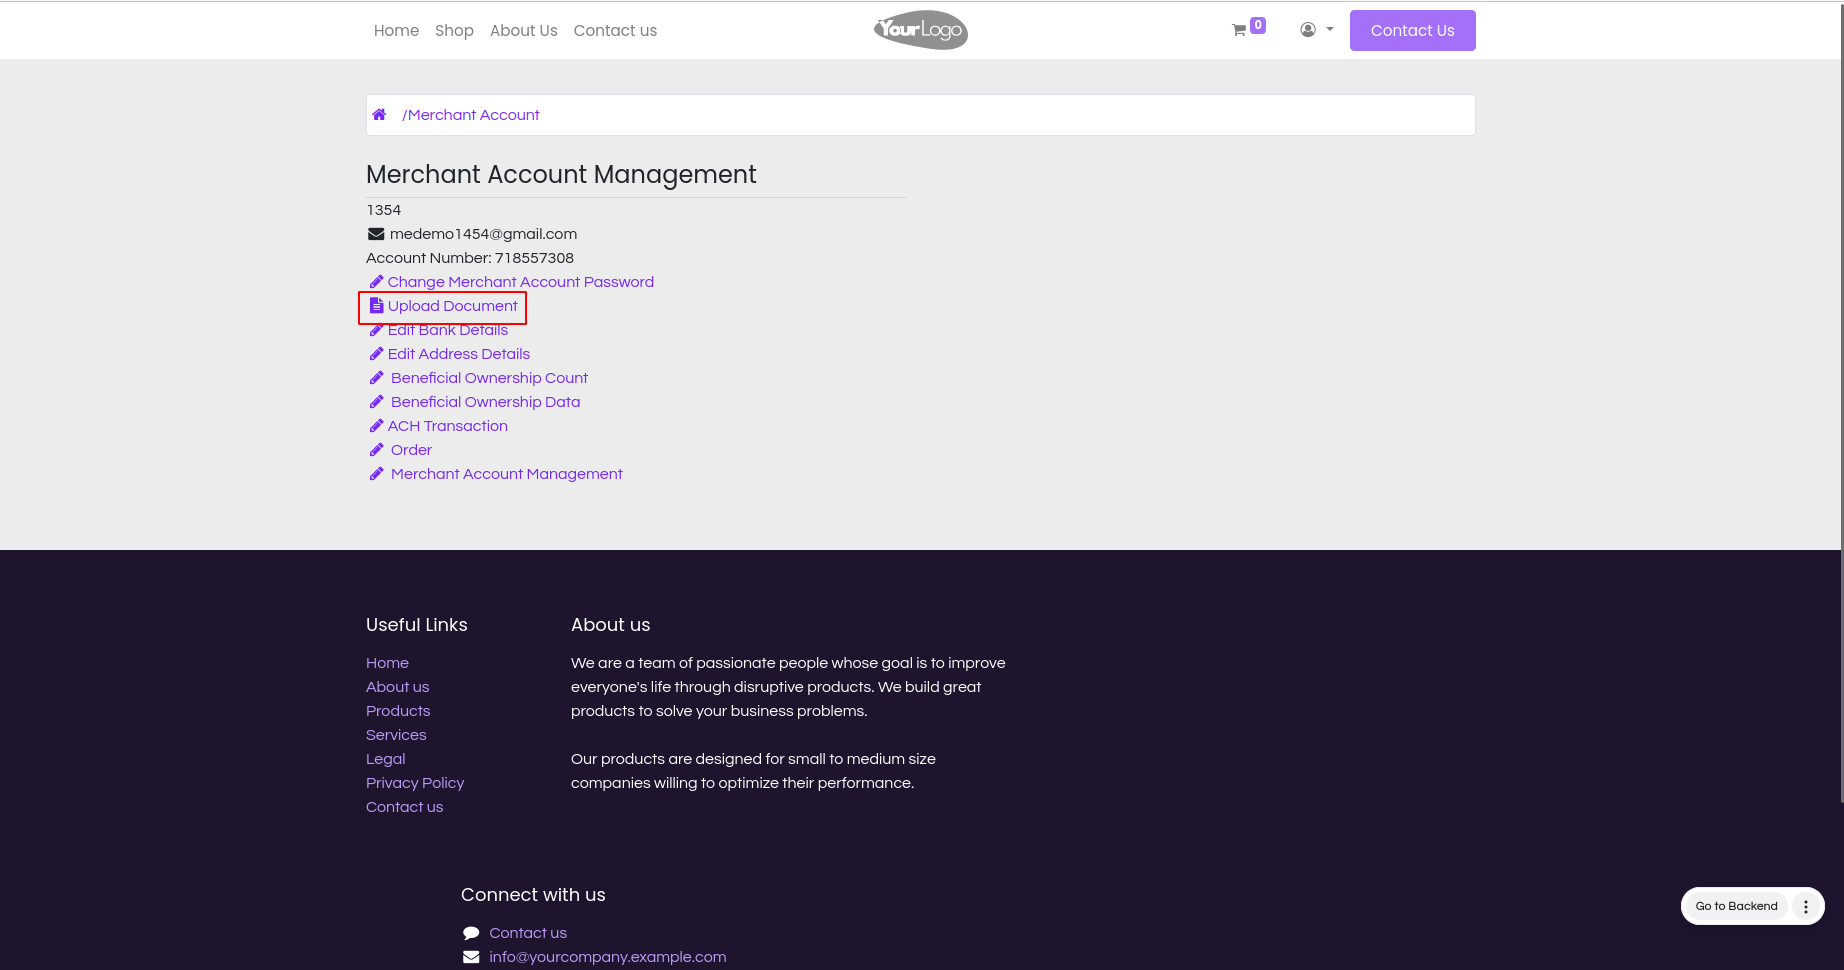 Home Shop About Us Contact us YourLogo 0 Contact Us
/Merchant Account
Merchant Account Management
1354
medemo1454@gmail.com
Account Number: 718557308
Change Merchant Account Password
Upload Document
Edit Bank Details
Edit Address Details
Beneficial Ownership Count
Beneficial Ownership Data
ACH Transaction
Order
Merchant Account Management
Useful Links
Home
About us
Products
Services
Legal
Privacy Policy
Contact us
About us
We are a team of passionate people whose goal is to improve
everyone's life through disruptive products. We build great
products to solve your business problems.
Our products are designed for small to medium size
companies willing to optimize their performance.
Connect with us
Contact us
info@yourcompany.example.com
Go to Backend